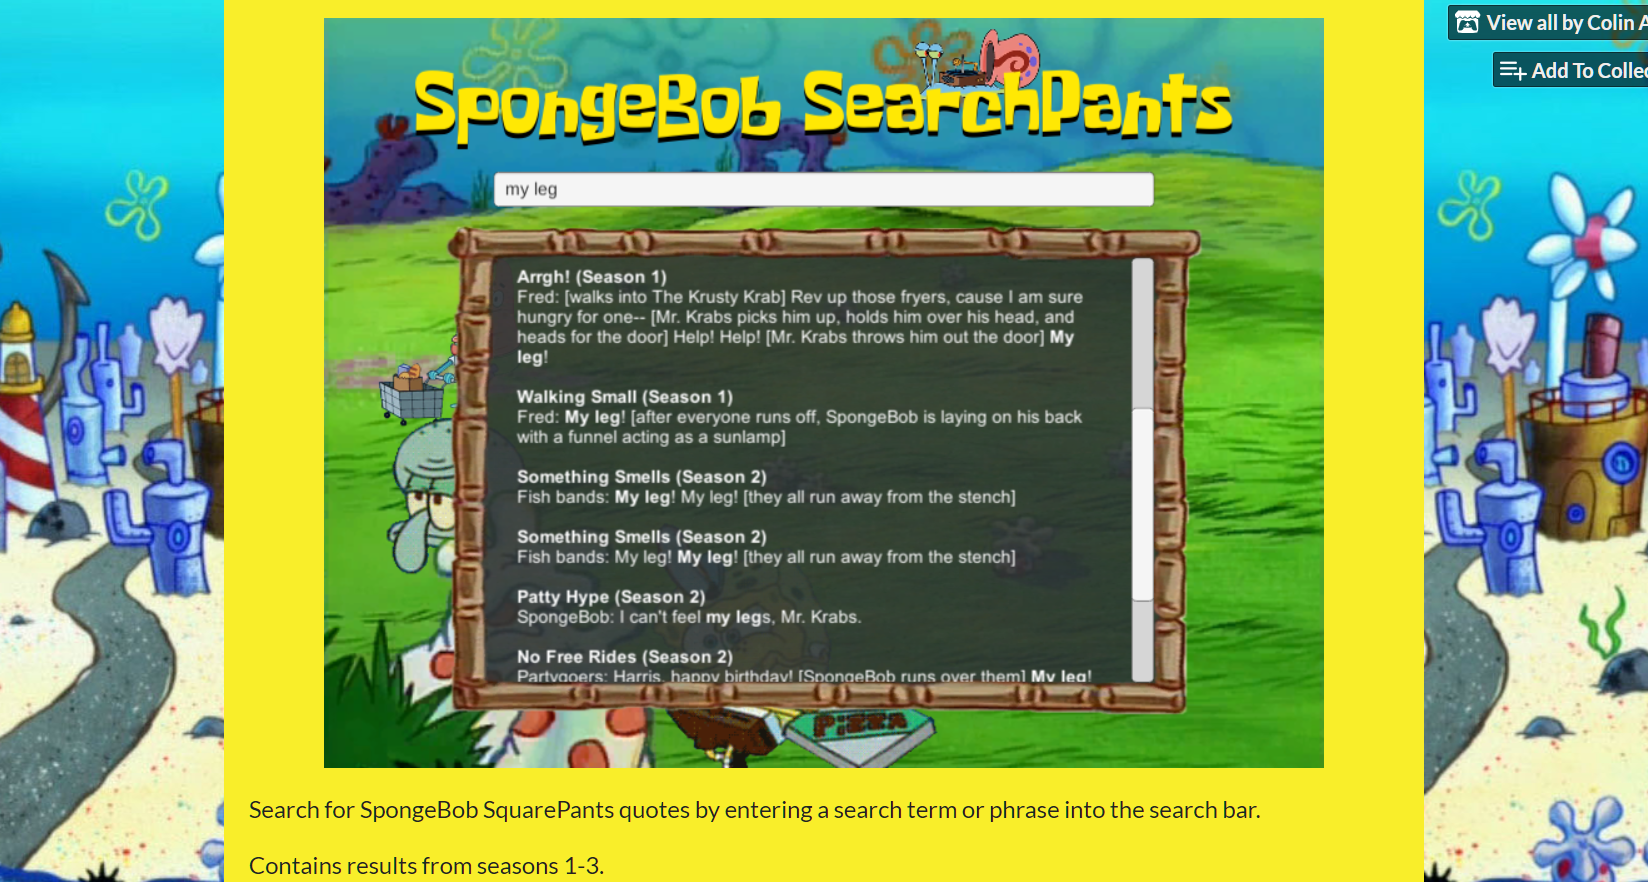 View all by Colin
Add To
SpongeBob SearchPants
my leg
Arrgh! (Season 1)
Fred: [walks into The Krusty Krab] Rev up those fryers, cause I am sure
hungry for one-- [Mr. Krabs picks him up, holds him over his head, and
heads for the door] Help! Help! [Mr. Krabs throws him out the door] My
leg!
Walking Small (Season 1)
Fred: My leg! [after everyone runs off, SpongeBob is laying on his back
with a funnel acting as a sunlamp]
Something Smells (Season 2)
Fish bands: My leg! My leg! [they all run away from the stench]
Something Smells (Season 2)
Fish bands: My leg! My leg! [they all run away from the stench]
Patty Hype (Season 2)
SpongeBob: I can't feel my legs, Mr. Krabs.
No Free Rides (Season 2)
Partygoers: Harris, happy birthday! [SpongeBob runs over them] My leg!
PIZZA
Search for SpongeBob SquarePants quotes by entering a search term or phrase into the search bar.
Contains results from seasons 1-3.